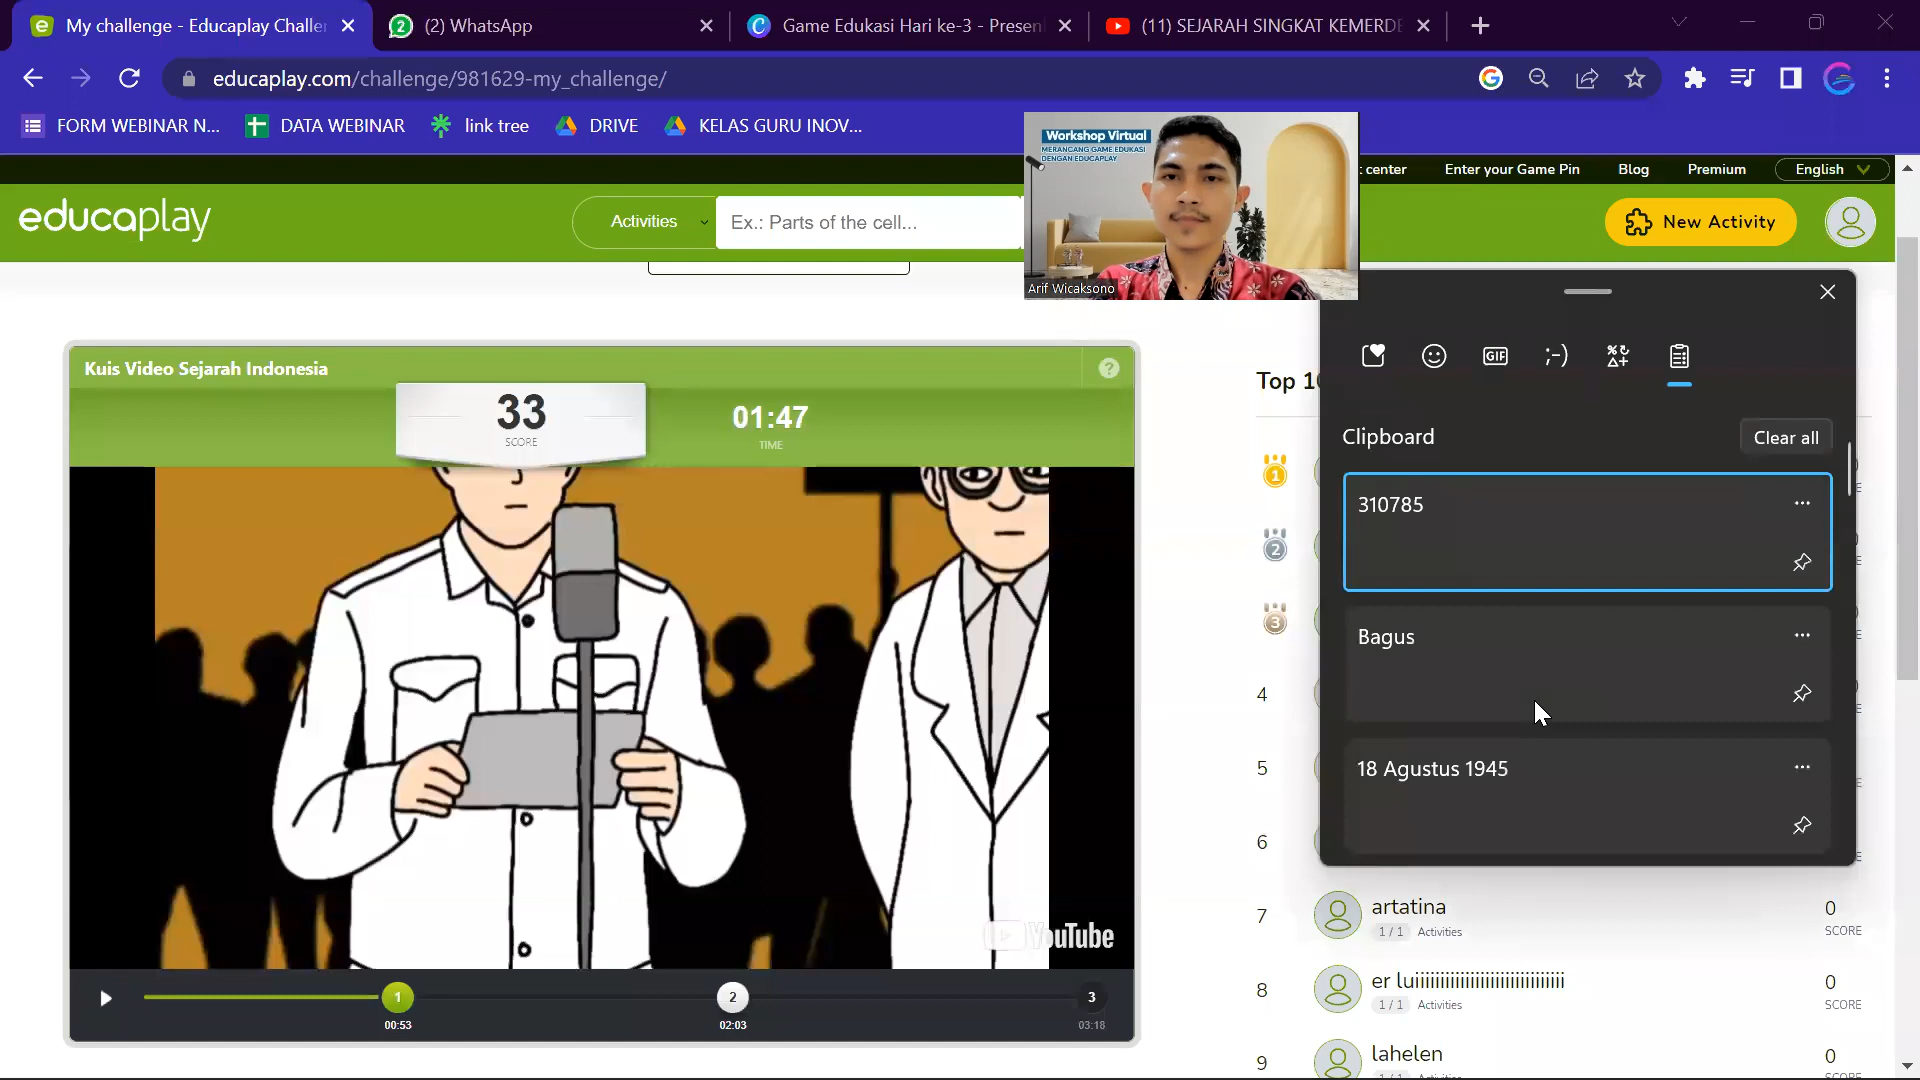 My challenge - Educaplay Challe
(2) WhatsApp
Game Edukasi Hari ke-3 - Presen
(11) SEJARAH SINGKAT KEMERDE
educaplay.com/challenge/981629-my_challenge/
FORM WEBINAR N...
DATA WEBINAR
link tree
DRIVE
KELAS GURU INOV...
Workshop Virtual
MERANCANG GAME EDUKASI
DENGAN EDUCAPLAY
Arif Wicaksono
center
Enter your Game Pin
Blog
Premium
English
educaplay
Activities
Ex.: Parts of the cell...
New Activity
Kuis Video Sejarah Indonesia
?
33
SCORE
01:47
TIME
YouTube
1
00:53
2
02:03
3
03:18
Top 1
GIF
;-)
Clipboard
Clear all
310785
Bagus
18 Agustus 1945
1
2
3
4
5
6
7
artatina
1 / 1 Activities
0
SCORE
8
er luiiiiiiiiiiiiiiiiiiiiiiiiiiiii
1 / 1 Activities
0
SCORE
9
lahelen
0